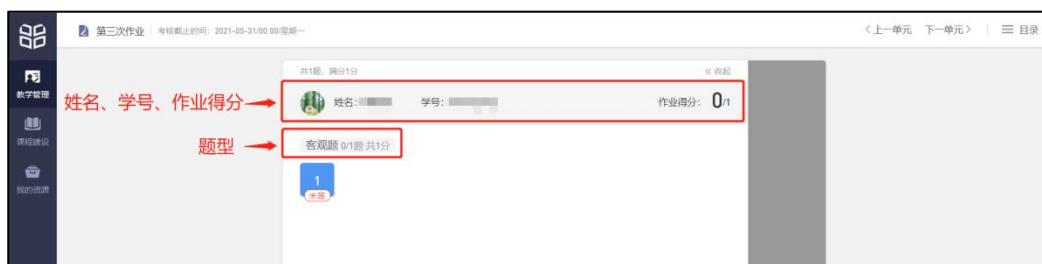 第三次作业 考核截止时间：2021-05-31/00:00/星期一
<上一单元 下一单元> 三 目录
共1题，满分1分 << 收起
教学管理
姓名、学号、作业得分
姓名： 学号： 作业得分： 0/1
课程建设
题型
客观题 0/1题 共1分
我的资源
1
未答